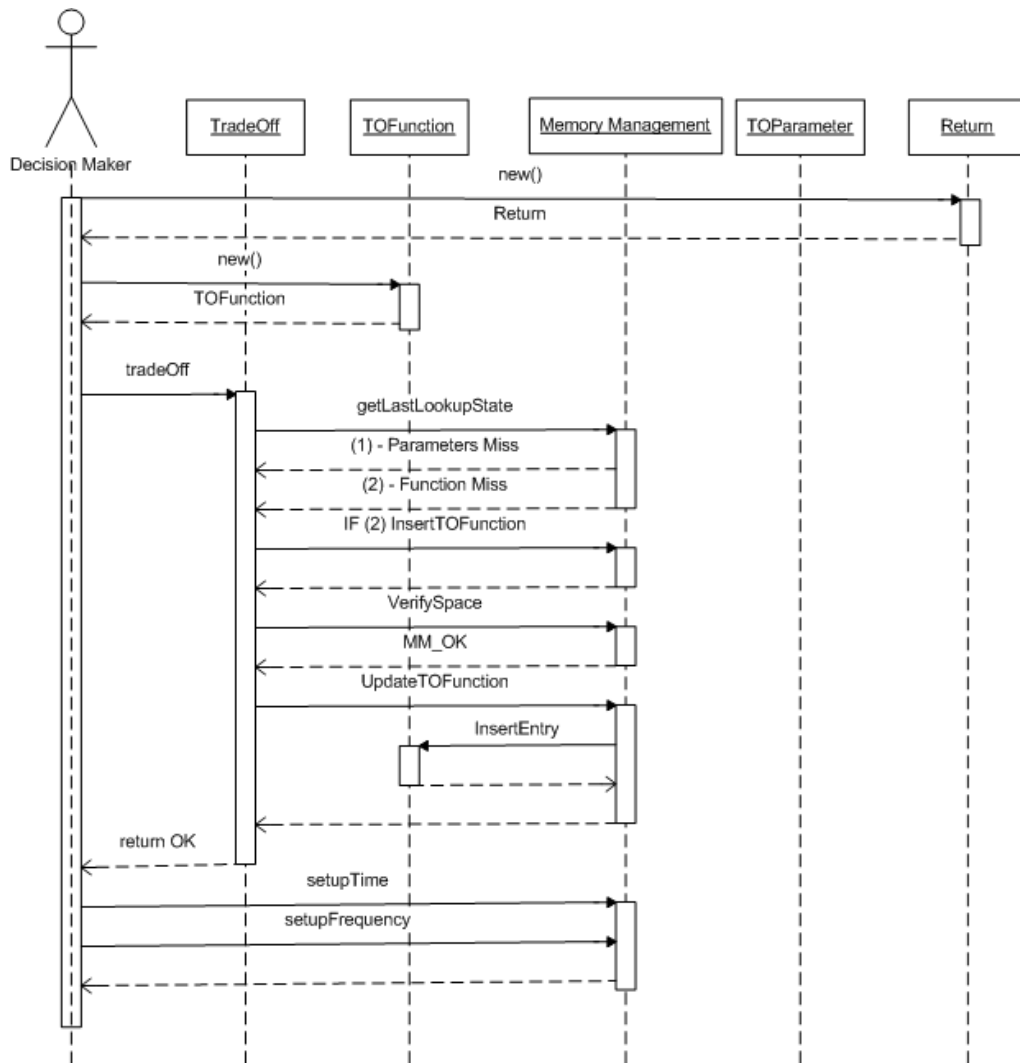 Decision Maker
TradeOff
TOFunction
Memory Management
TOParameter
Return
new()
Return
new()
TOFunction
tradeOff
getLastLookupState
(1) - Parameters Miss
(2) - Function Miss
IF (2) InsertTOFunction
VerifySpace
MM_OK
UpdateTOFunction
InsertEntry
return OK
setupTime
setupFrequency